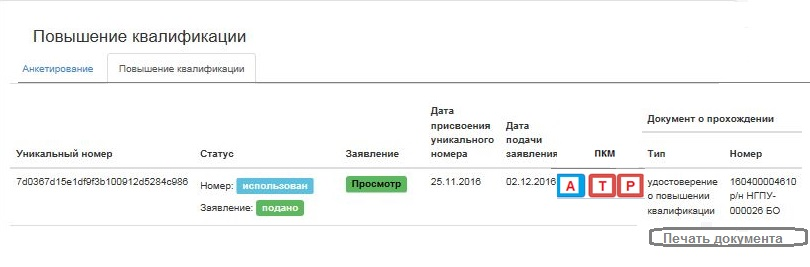 Повышение квалификации
Анкетирование Повышение квалификации
Уникальный номер
Статус
Заявление
Дата
присвоения
уникального
номера
Дата
подачи
заявления
ПКМ
Документ о прохождении
Тип
Номер
7d0367d15e1df9f3b100912d5284c986
Номер: использован
Заявление: подано
Просмотр
25.11.2016
02.12.2016
А Т Р
удостоверение
о повышении
квалификации
160400004610
р/н НГПУ-
000026 БО
Печать документа